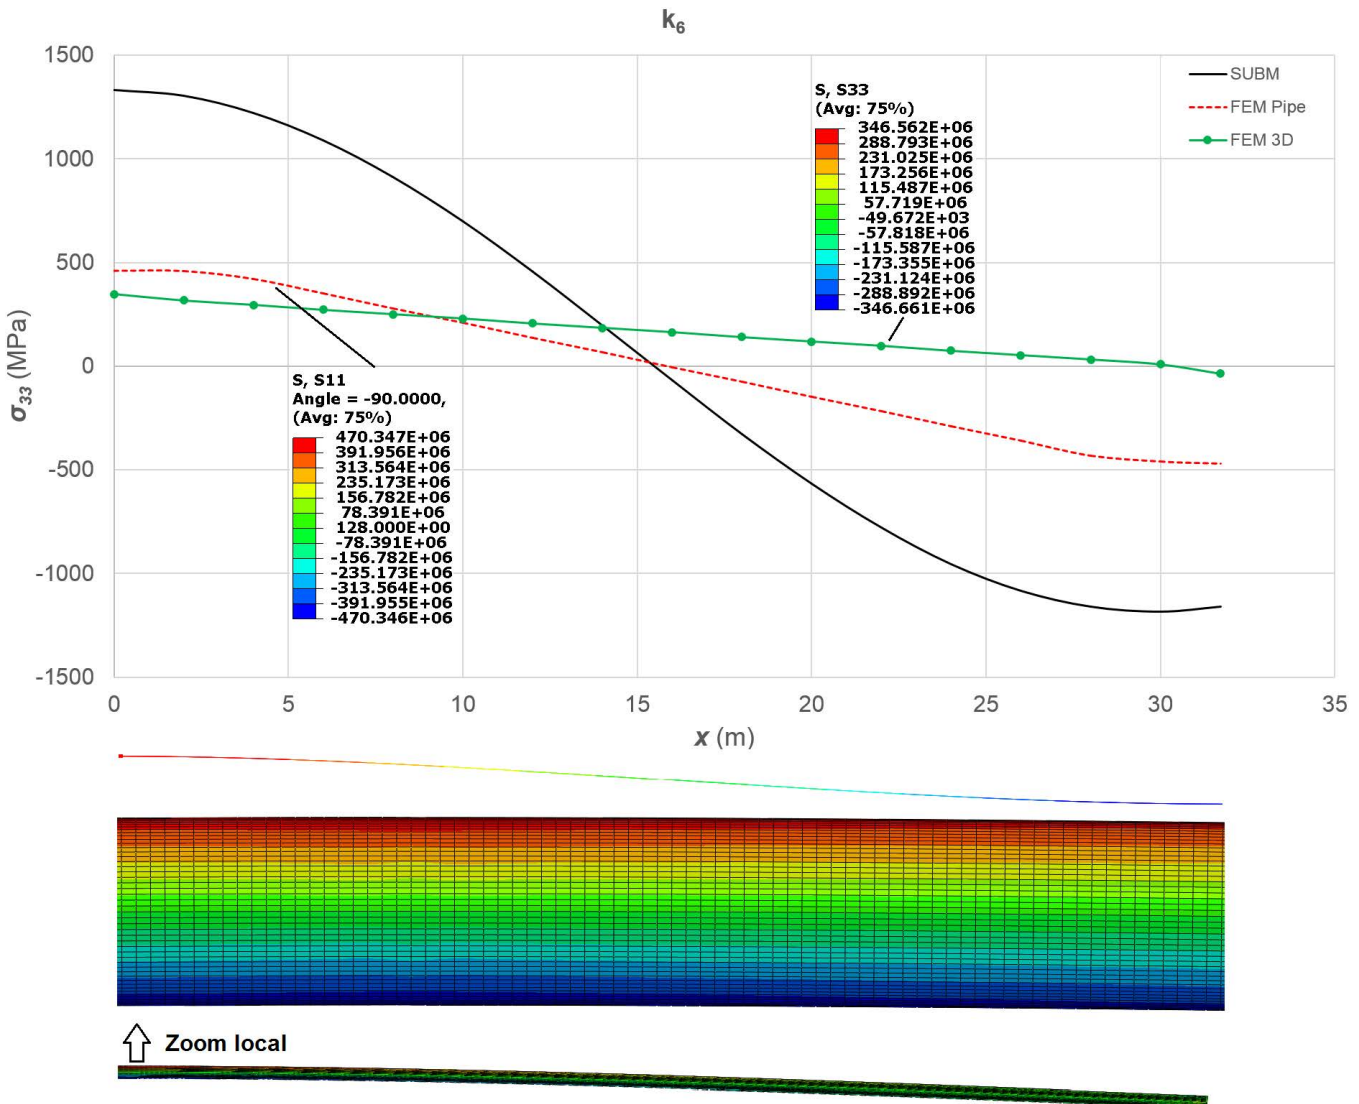 k6
1500
1000
500
0
-500
-1000
-1500
σ33 (MPa)
SUBM
FEM Pipe
FEM 3D
S, S33
(Avg: 75%)
346.562E+06
288.793E+06
231.025E+06
173.256E+06
115.487E+06
57.719E+06
-49.672E+03
-57.818E+06
-115.587E+06
-173.355E+06
-231.124E+06
-288.892E+06
-346.661E+06
S, S11
Angle = -90.0000,
(Avg: 75%)
470.347E+06
391.956E+06
313.564E+06
235.173E+06
156.782E+06
78.391E+06
128.000E+00
-78.391E+06
-156.782E+06
-235.173E+06
-313.564E+06
-391.955E+06
-470.346E+06
0 5 10 15 20 25 30 35
x (m)
Zoom local